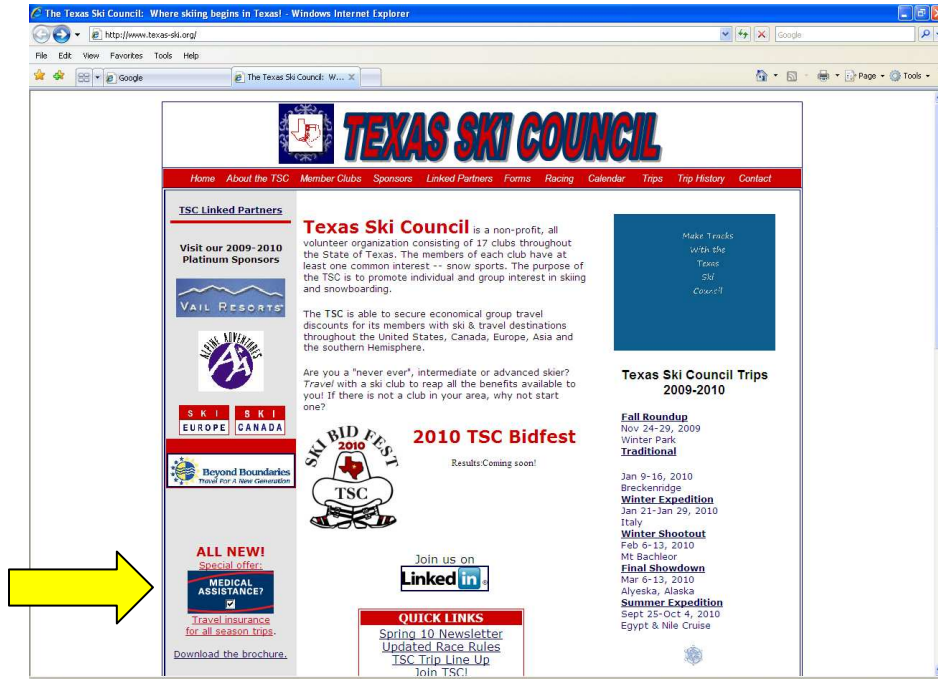 The Texas Ski Council: Where skiing begins in Texas! - Windows Internet Explorer
http://www.texas-ski.org/
Google
File Edit View Favorites Tools Help
Google
The Texas Ski Council: W...
Page Tools
TEXAS SKI COUNCIL
Home About the TSC Member Clubs Sponsors Linked Partners Forms Racing Calendar Trips Trip History Contact
TSC Linked Partners
Visit our 2009-2010
Platinum Sponsors
VAIL RESORTS
ALPINE ADVENTURES
AA
SKI EUROPE
SKI CANADA
Beyond Boundaries
Travel For A New Generation
ALL NEW!
Special offer:
MEDICAL
ASSISTANCE?
Travel insurance
for all season trips.
Download the brochure.
Texas Ski Council is a non-profit, all
volunteer organization consisting of 17 clubs throughout
the State of Texas. The members of each club have at
least one common interest -- snow sports. The purpose of
the TSC is to promote individual and group interest in skiing
and snowboarding.
The TSC is able to secure economical group travel
discounts for its members with ski & travel destinations
throughout the United States, Canada, Europe, Asia and
the southern Hemisphere.
Are you a "never ever", intermediate or advanced skier?
Travel with a ski club to reap all the benefits available to
you! If there is not a club in your area, why not start
one?
SKI BID FEST
2010
TSC
2010 TSC Bidfest
Results:Coming soon!
Join us on
Linked in
QUICK LINKS
Spring 10 Newsletter
Updated Race Rules
TSC Trip Line Up
Join TSC!
Make Tracks
With the
Texas
Ski
Council
Texas Ski Council Trips
2009-2010
Fall Roundup
Nov 24-29, 2009
Winter Park
Traditional
Jan 9-16, 2010
Breckenridge
Winter Expedition
Jan 21-Jan 29, 2010
Italy
Winter Shootout
Feb 6-13, 2010
Mt Bachleor
Final Showdown
Mar 6-13, 2010
Alyeska, Alaska
Summer Expedition
Sept 25-Oct 4, 2010
Egypt & Nile Cruise